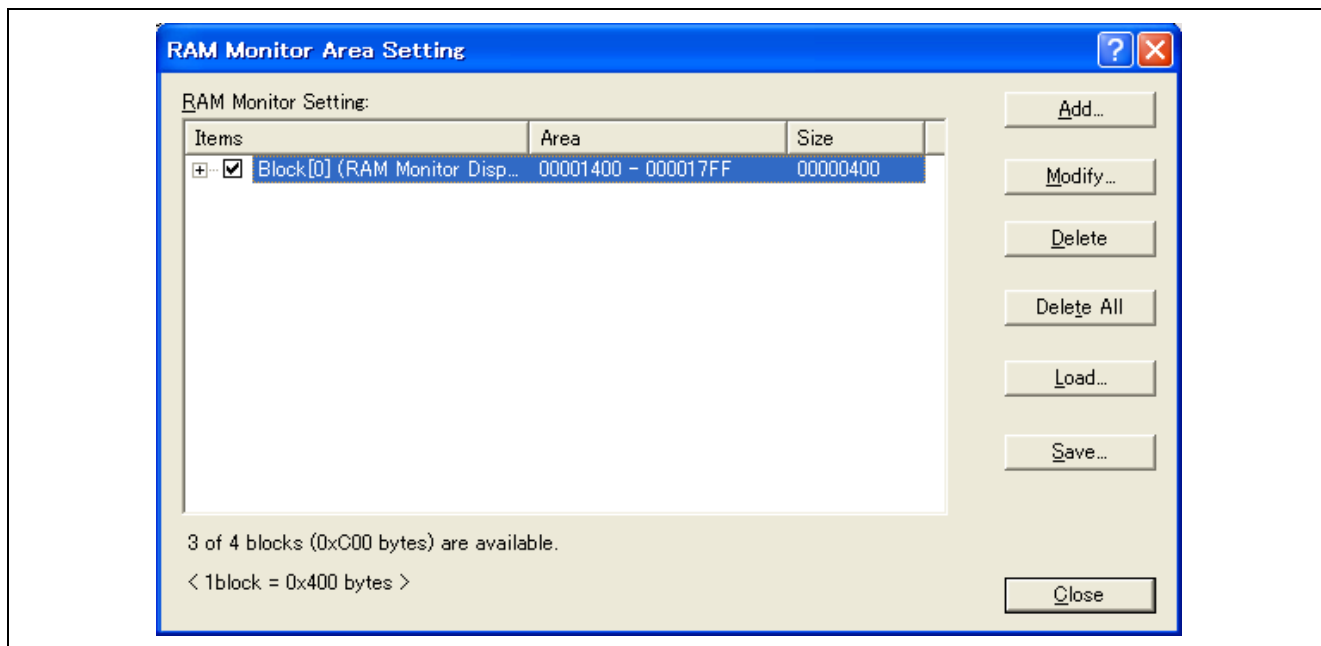 RAM Monitor Area Setting
RAM Monitor Setting:
Items Area Size
Block[0] (RAM Monitor Disp... 00001400 - 000017FF 00000400
Add...
Modify...
Delete
Delete All
Load...
Save...
3 of 4 blocks (0xC00 bytes) are available.
< 1block = 0x400 bytes >
Close